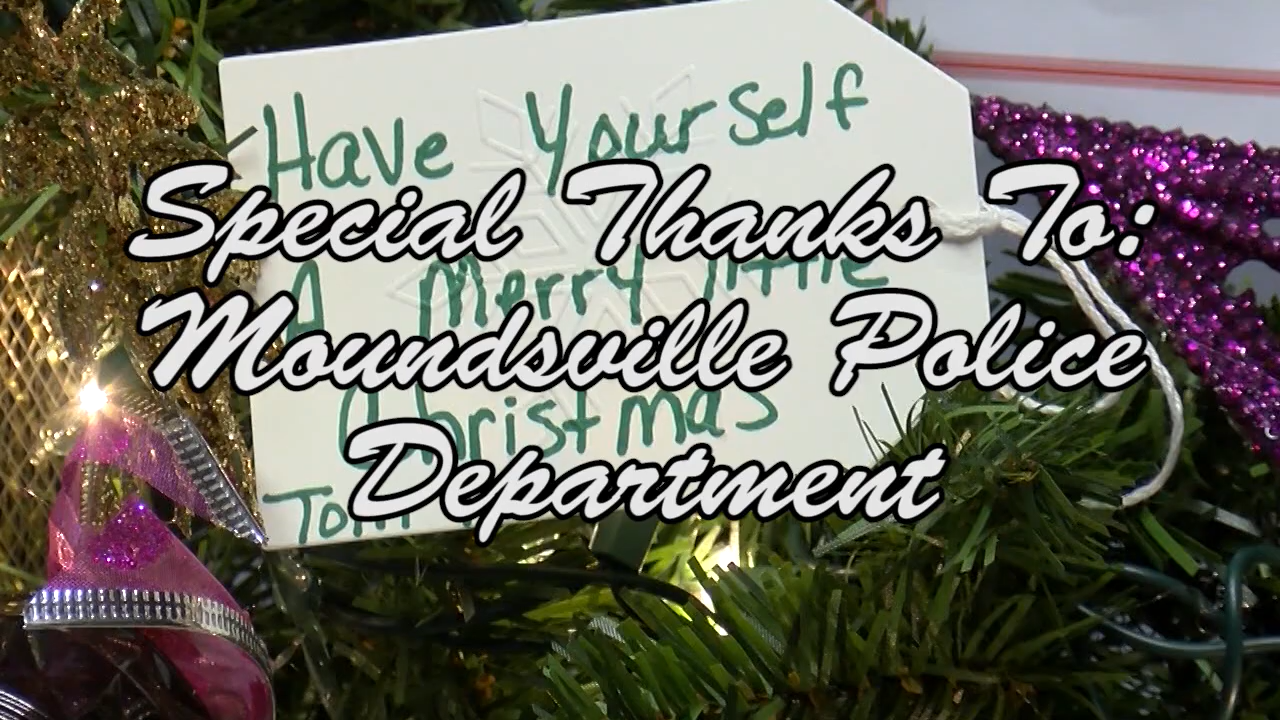 Have Yourself
Special Thanks To:
A Merry little
Moundsville Police
Christmas
Department